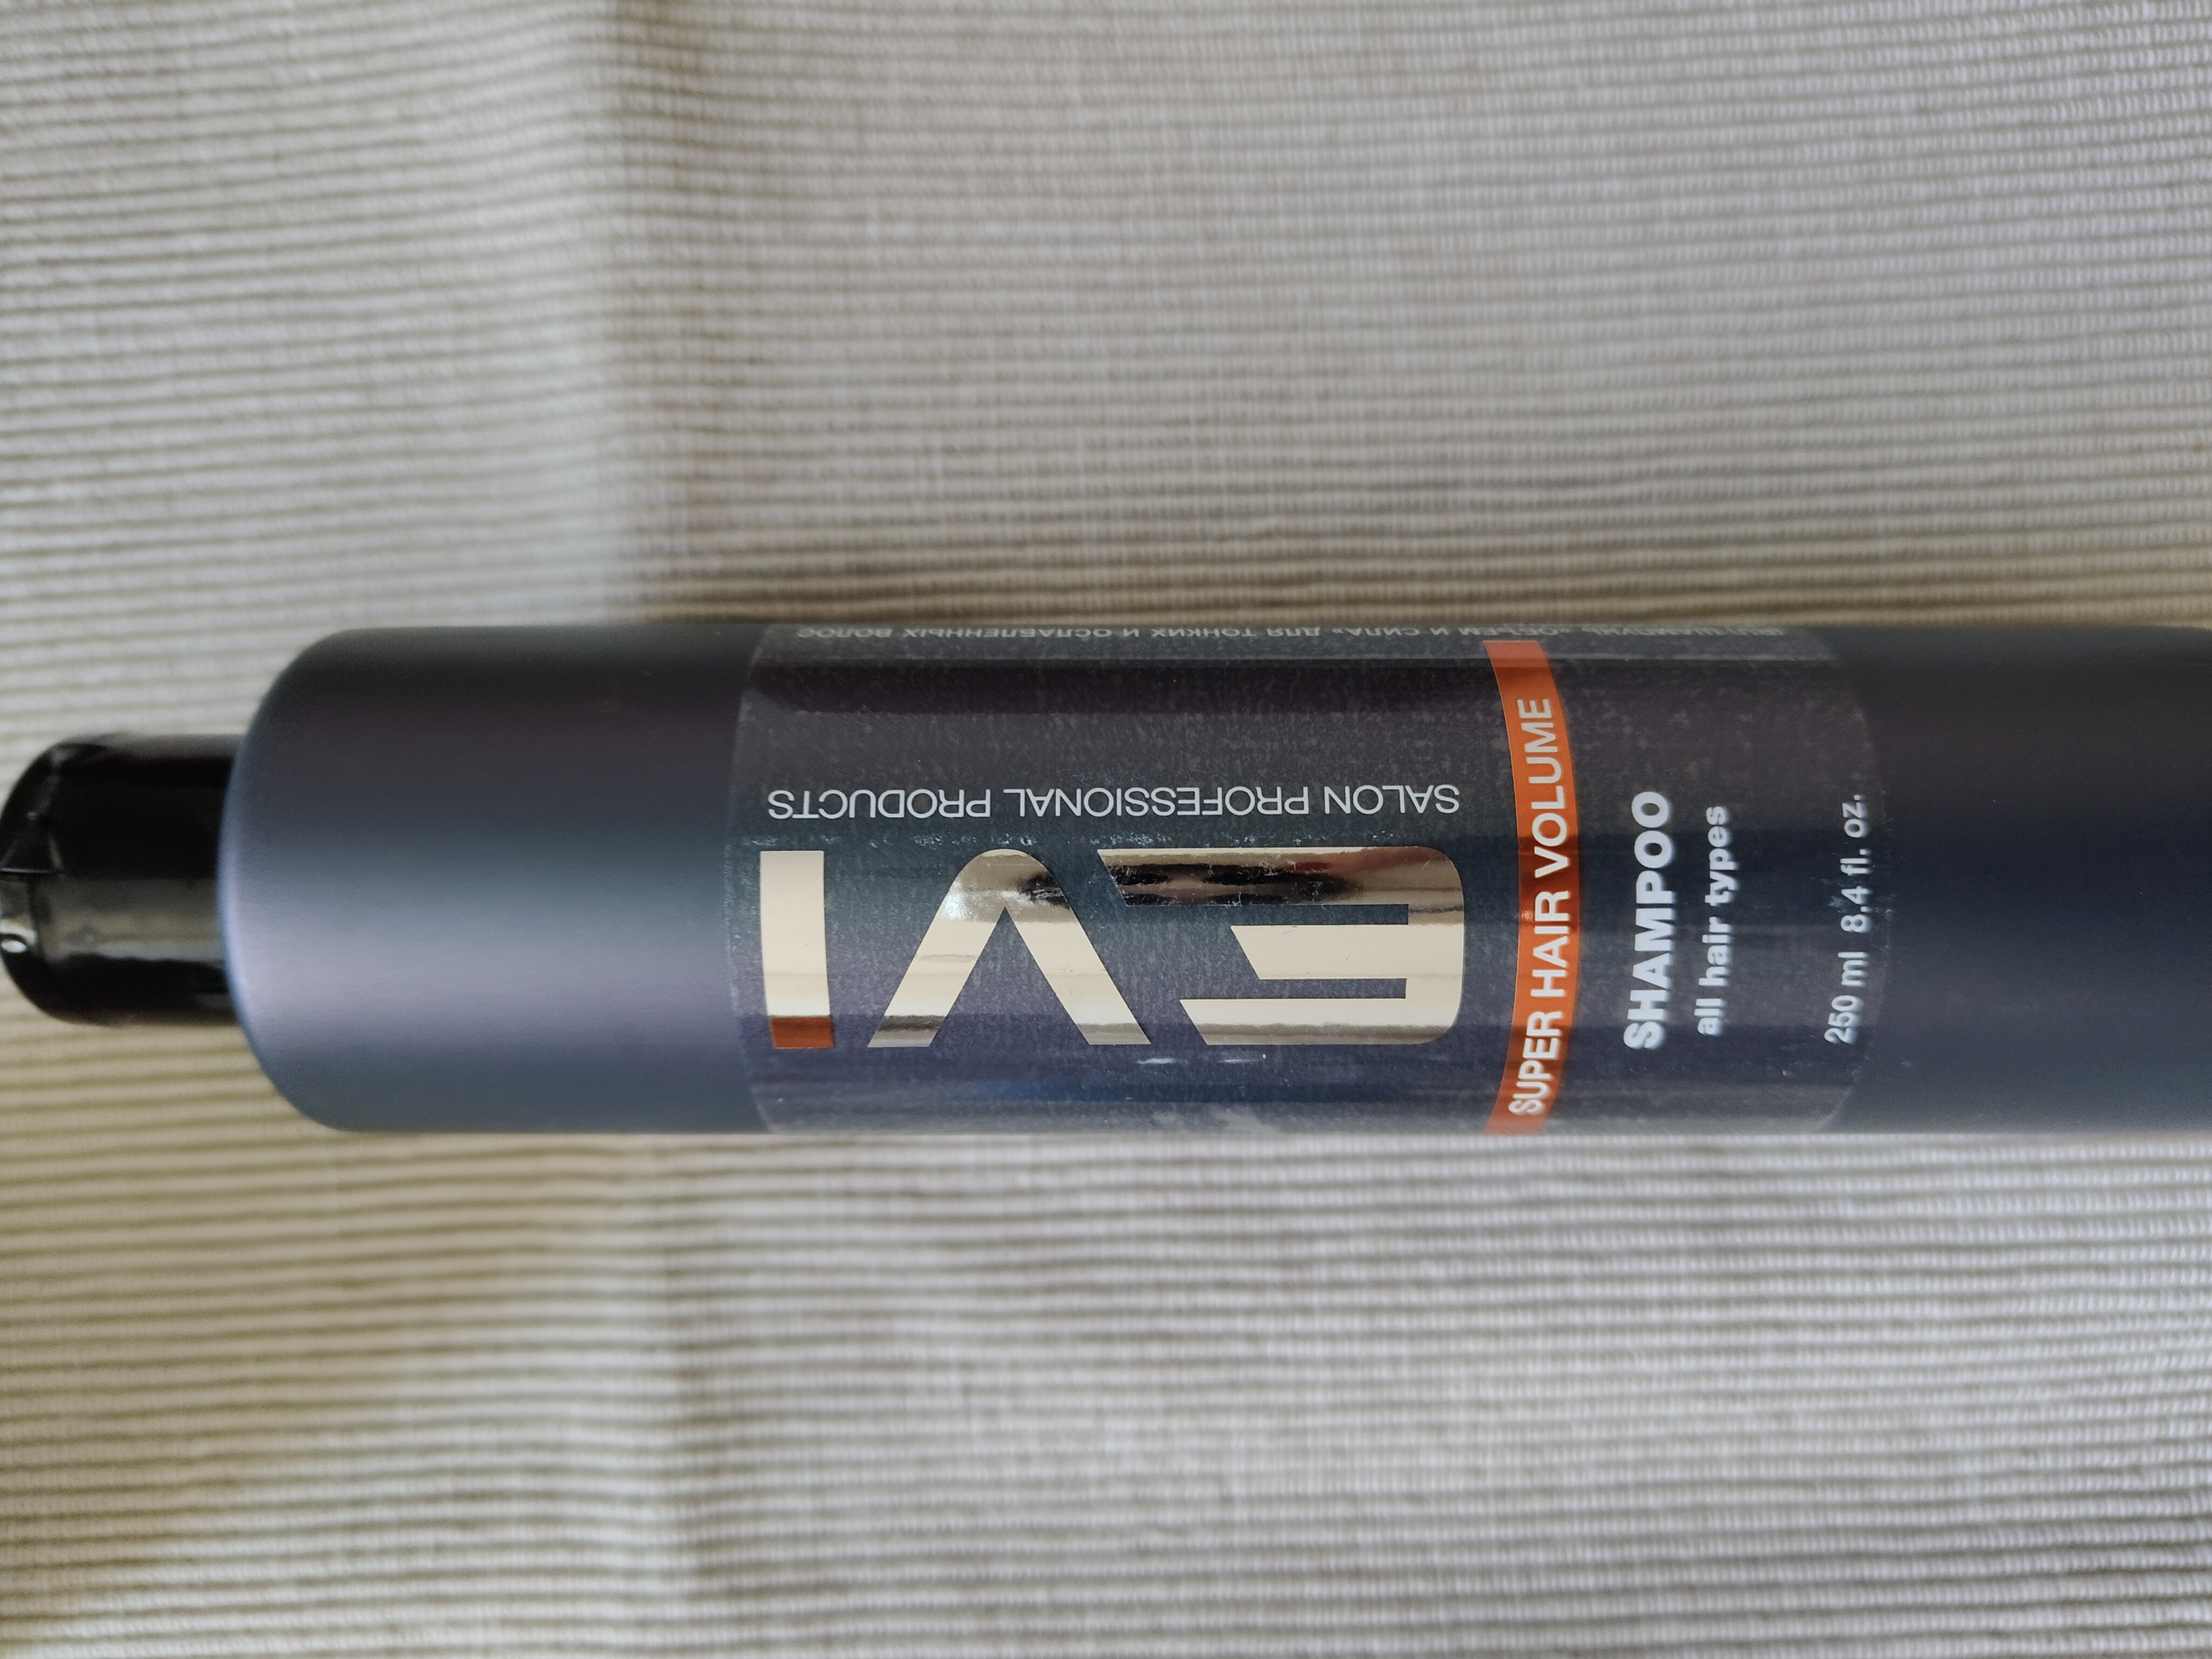 EVI
SALON PROFESSIONAL PRODUCTS
SUPER HAIR VOLUME
SHAMPOO
all hair types
250 ml 8.4 fl. oz.
ШАМПУНЬ «ОБЪЕМ И СИЛА» ДЛЯ ТОНКИХ И ОСЛАБЛЕННЫХ ВОЛОС